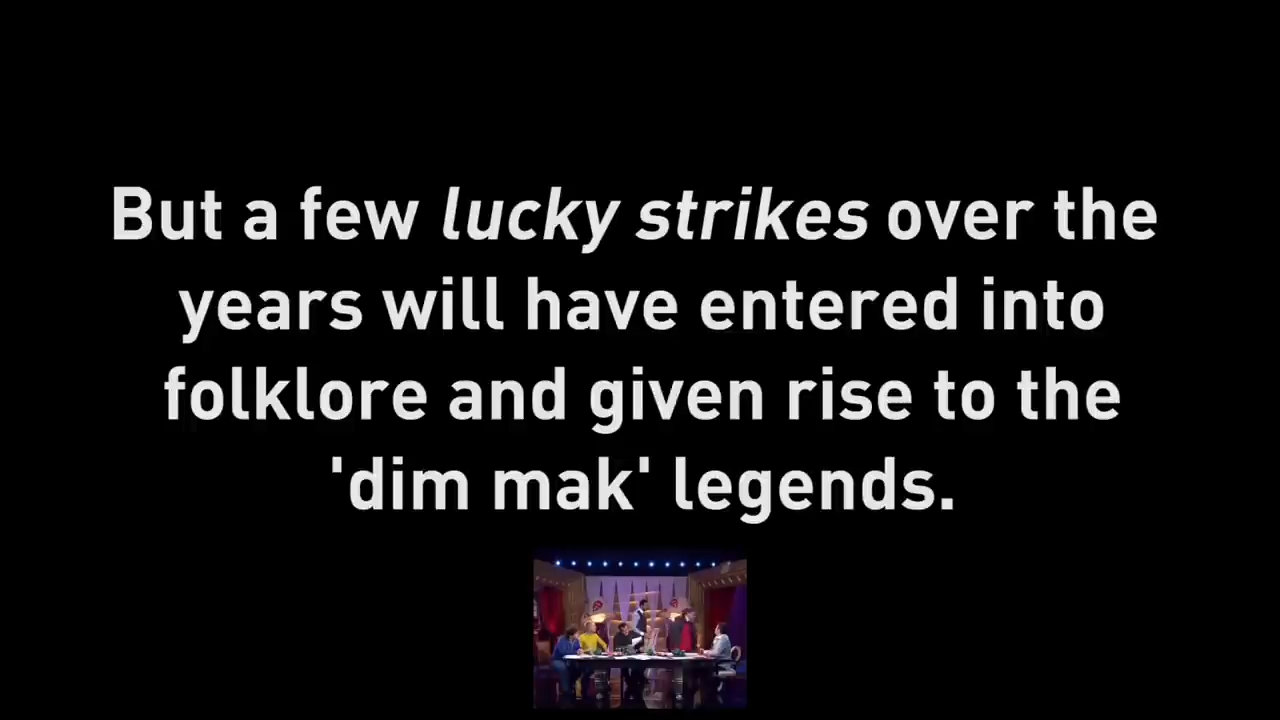 But a few lucky strikes over the
years will have entered into
folklore and given rise to the
'dim mak' legends.